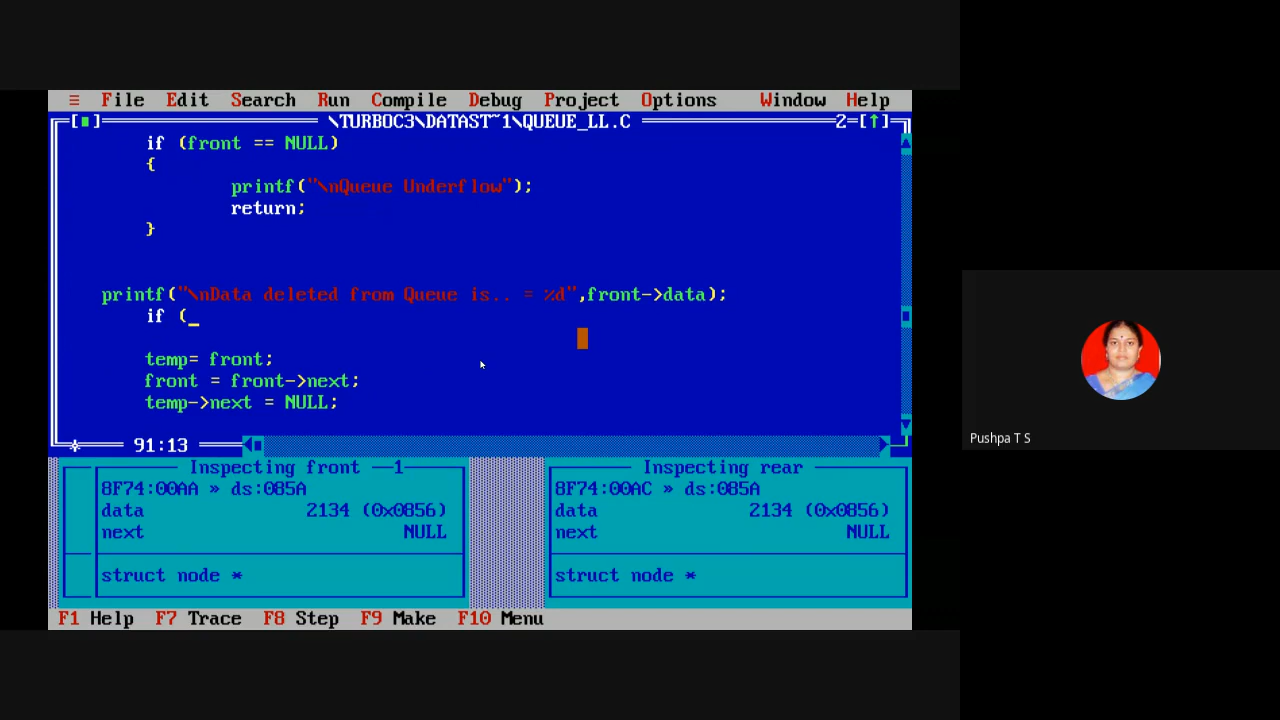 ≡ File Edit Search Run Compile Debug Project Options Window Help
[■] \TURBOC3\DATAST~1\QUEUE_LL.C 2=[↑]
if (front == NULL)
{
printf("\nQueue Underflow");
return;
}
printf("\nData deleted from Queue is.. = %d",front->data);
if (_
temp= front;
front = front->next;
temp->next = NULL;
91:13
Inspecting front 1
8F74:00AA » ds:085A
data 2134 (0x0856)
next NULL
struct node *
Inspecting rear
8F74:00AC » ds:085A
data 2134 (0x0856)
next NULL
struct node *
F1 Help F7 Trace F8 Step F9 Make F10 Menu
Pushpa T S